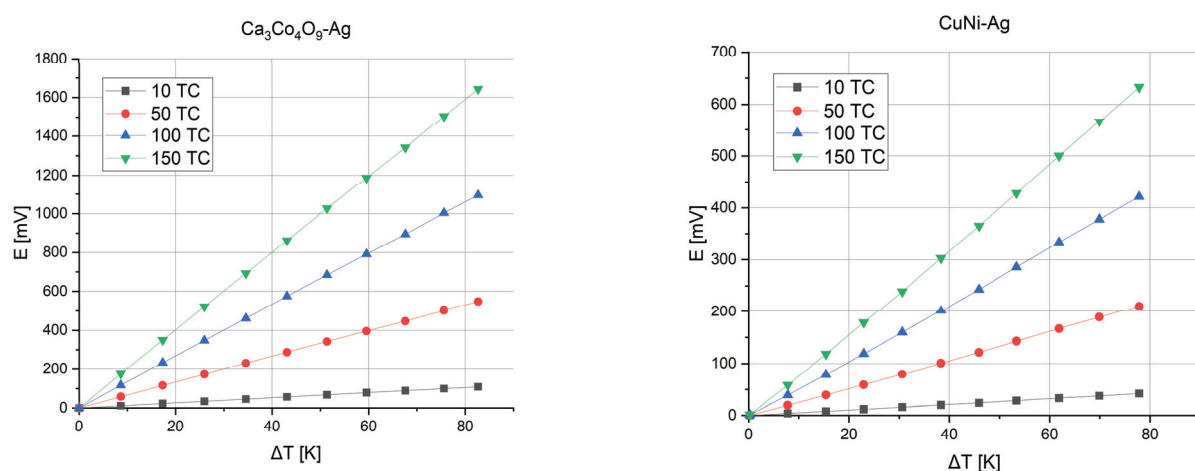 Ca₃Co₄O₉-Ag
1800
1600
1400
1200
1000
800
600
400
200
0
E [mV]
10 TC
50 TC
100 TC
150 TC
0
20
40
60
80
ΔT [K]
CuNi-Ag
700
600
500
400
300
200
100
0
E [mV]
10 TC
50 TC
100 TC
150 TC
0
20
40
60
80
ΔT [K]